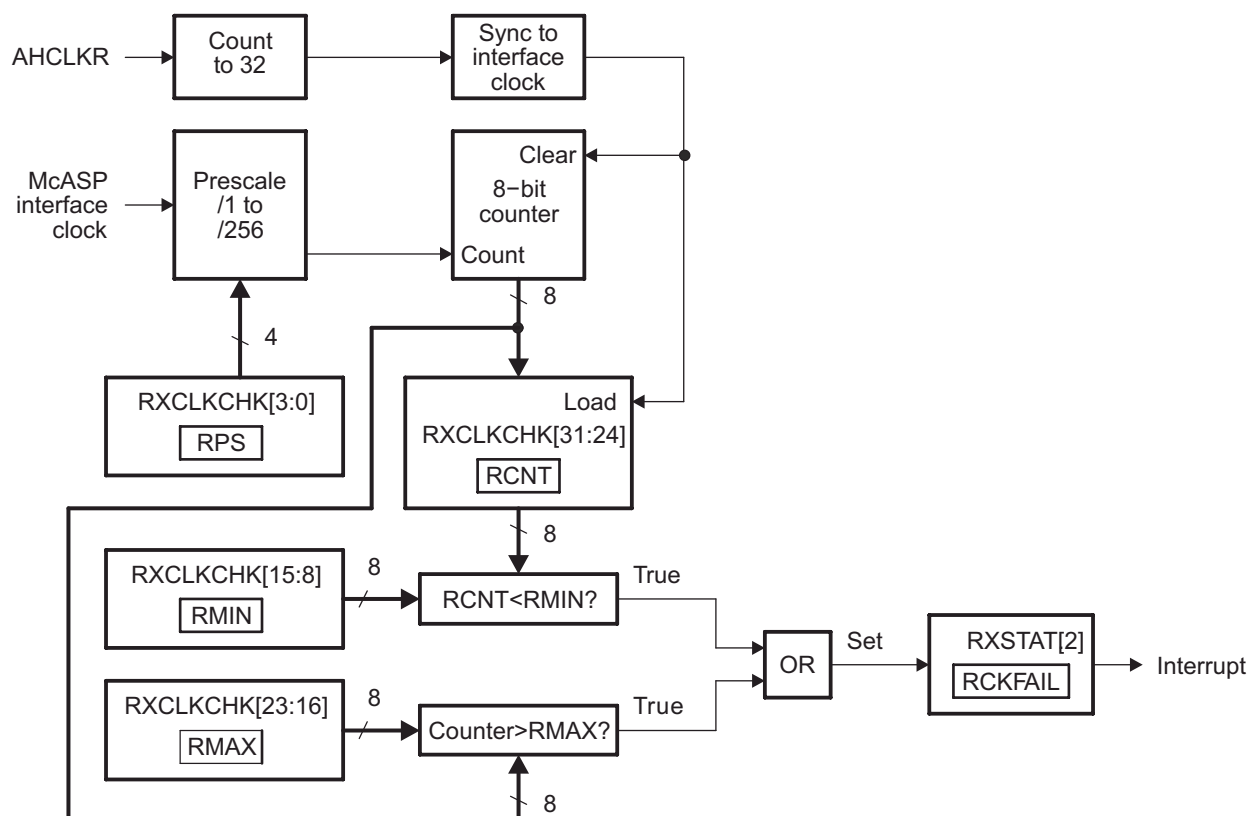 AHCLKR
Count
to 32
Sync to
interface
clock
McASP
interface
clock
Prescale
/1 to
/256
Clear
8−bit
counter
Count
8
4
RXCLKCHK[3:0]
RPS
Load
RXCLKCHK[31:24]
RCNT
8
RXCLKCHK[15:8]
RMIN
8
RCNT<RMIN?
True
OR
Set
RXSTAT[2]
RCKFAIL
Interrupt
RXCLKCHK[23:16]
RMAX
8
Counter>RMAX?
True
8